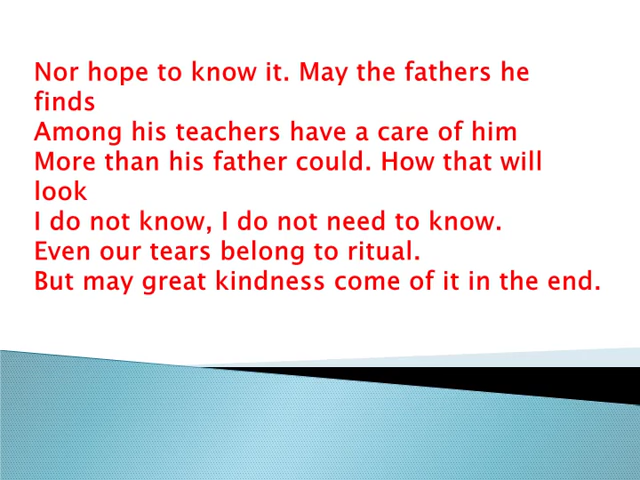 Nor hope to know it. May the fathers he
finds
Among his teachers have a care of him
More than his father could. How that will
look
I do not know, I do not need to know.
Even our tears belong to ritual.
But may great kindness come of it in the end.